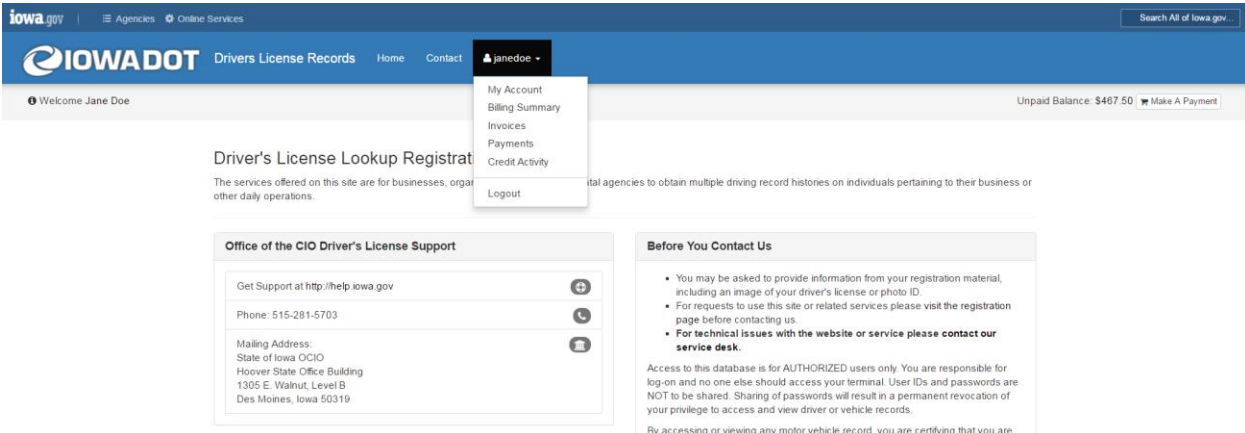 iowa.gov | Agencies Online Services Search All of Iowa.gov...
IOWADOT Drivers License Records Home Contact janedoe
Welcome Jane Doe
Unpaid Balance: $467.50 Make A Payment
My Account
Billing Summary
Invoices
Payments
Credit Activity
Logout
Driver's License Lookup Registrat
The services offered on this site are for businesses, organ tal agencies to obtain multiple driving record histories on individuals pertaining to their business or
other daily operations.
Office of the CIO Driver's License Support
Get Support at http://help.iowa.gov
Phone: 515-281-5703
Mailing Address:
State of Iowa OCIO
Hoover State Office Building
1305 E. Walnut, Level B
Des Moines, Iowa 50319
Before You Contact Us
• You may be asked to provide information from your registration material,
including an image of your driver's license or photo ID.
• For requests to use this site or related services please visit the registration
page before contacting us.
• For technical issues with the website or service please contact our
service desk.
Access to this database is for AUTHORIZED users only. You are responsible for
log-on and no one else should access your terminal. User IDs and passwords are
NOT to be shared. Sharing of passwords will result in a permanent revocation of
your privilege to access and view driver or vehicle records.
By accessing or viewing any motor vehicle record, you are certifying that you are